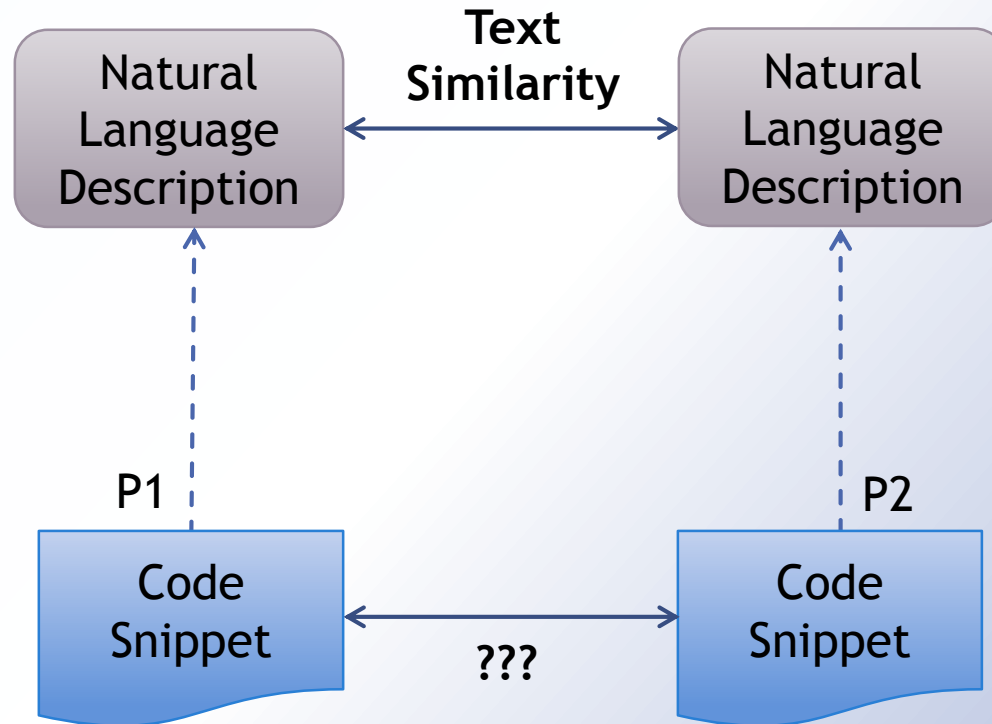 Text
Similarity
Natural
Language
Description
Natural
Language
Description
P1
P2
Code
Snippet
Code
Snippet
???